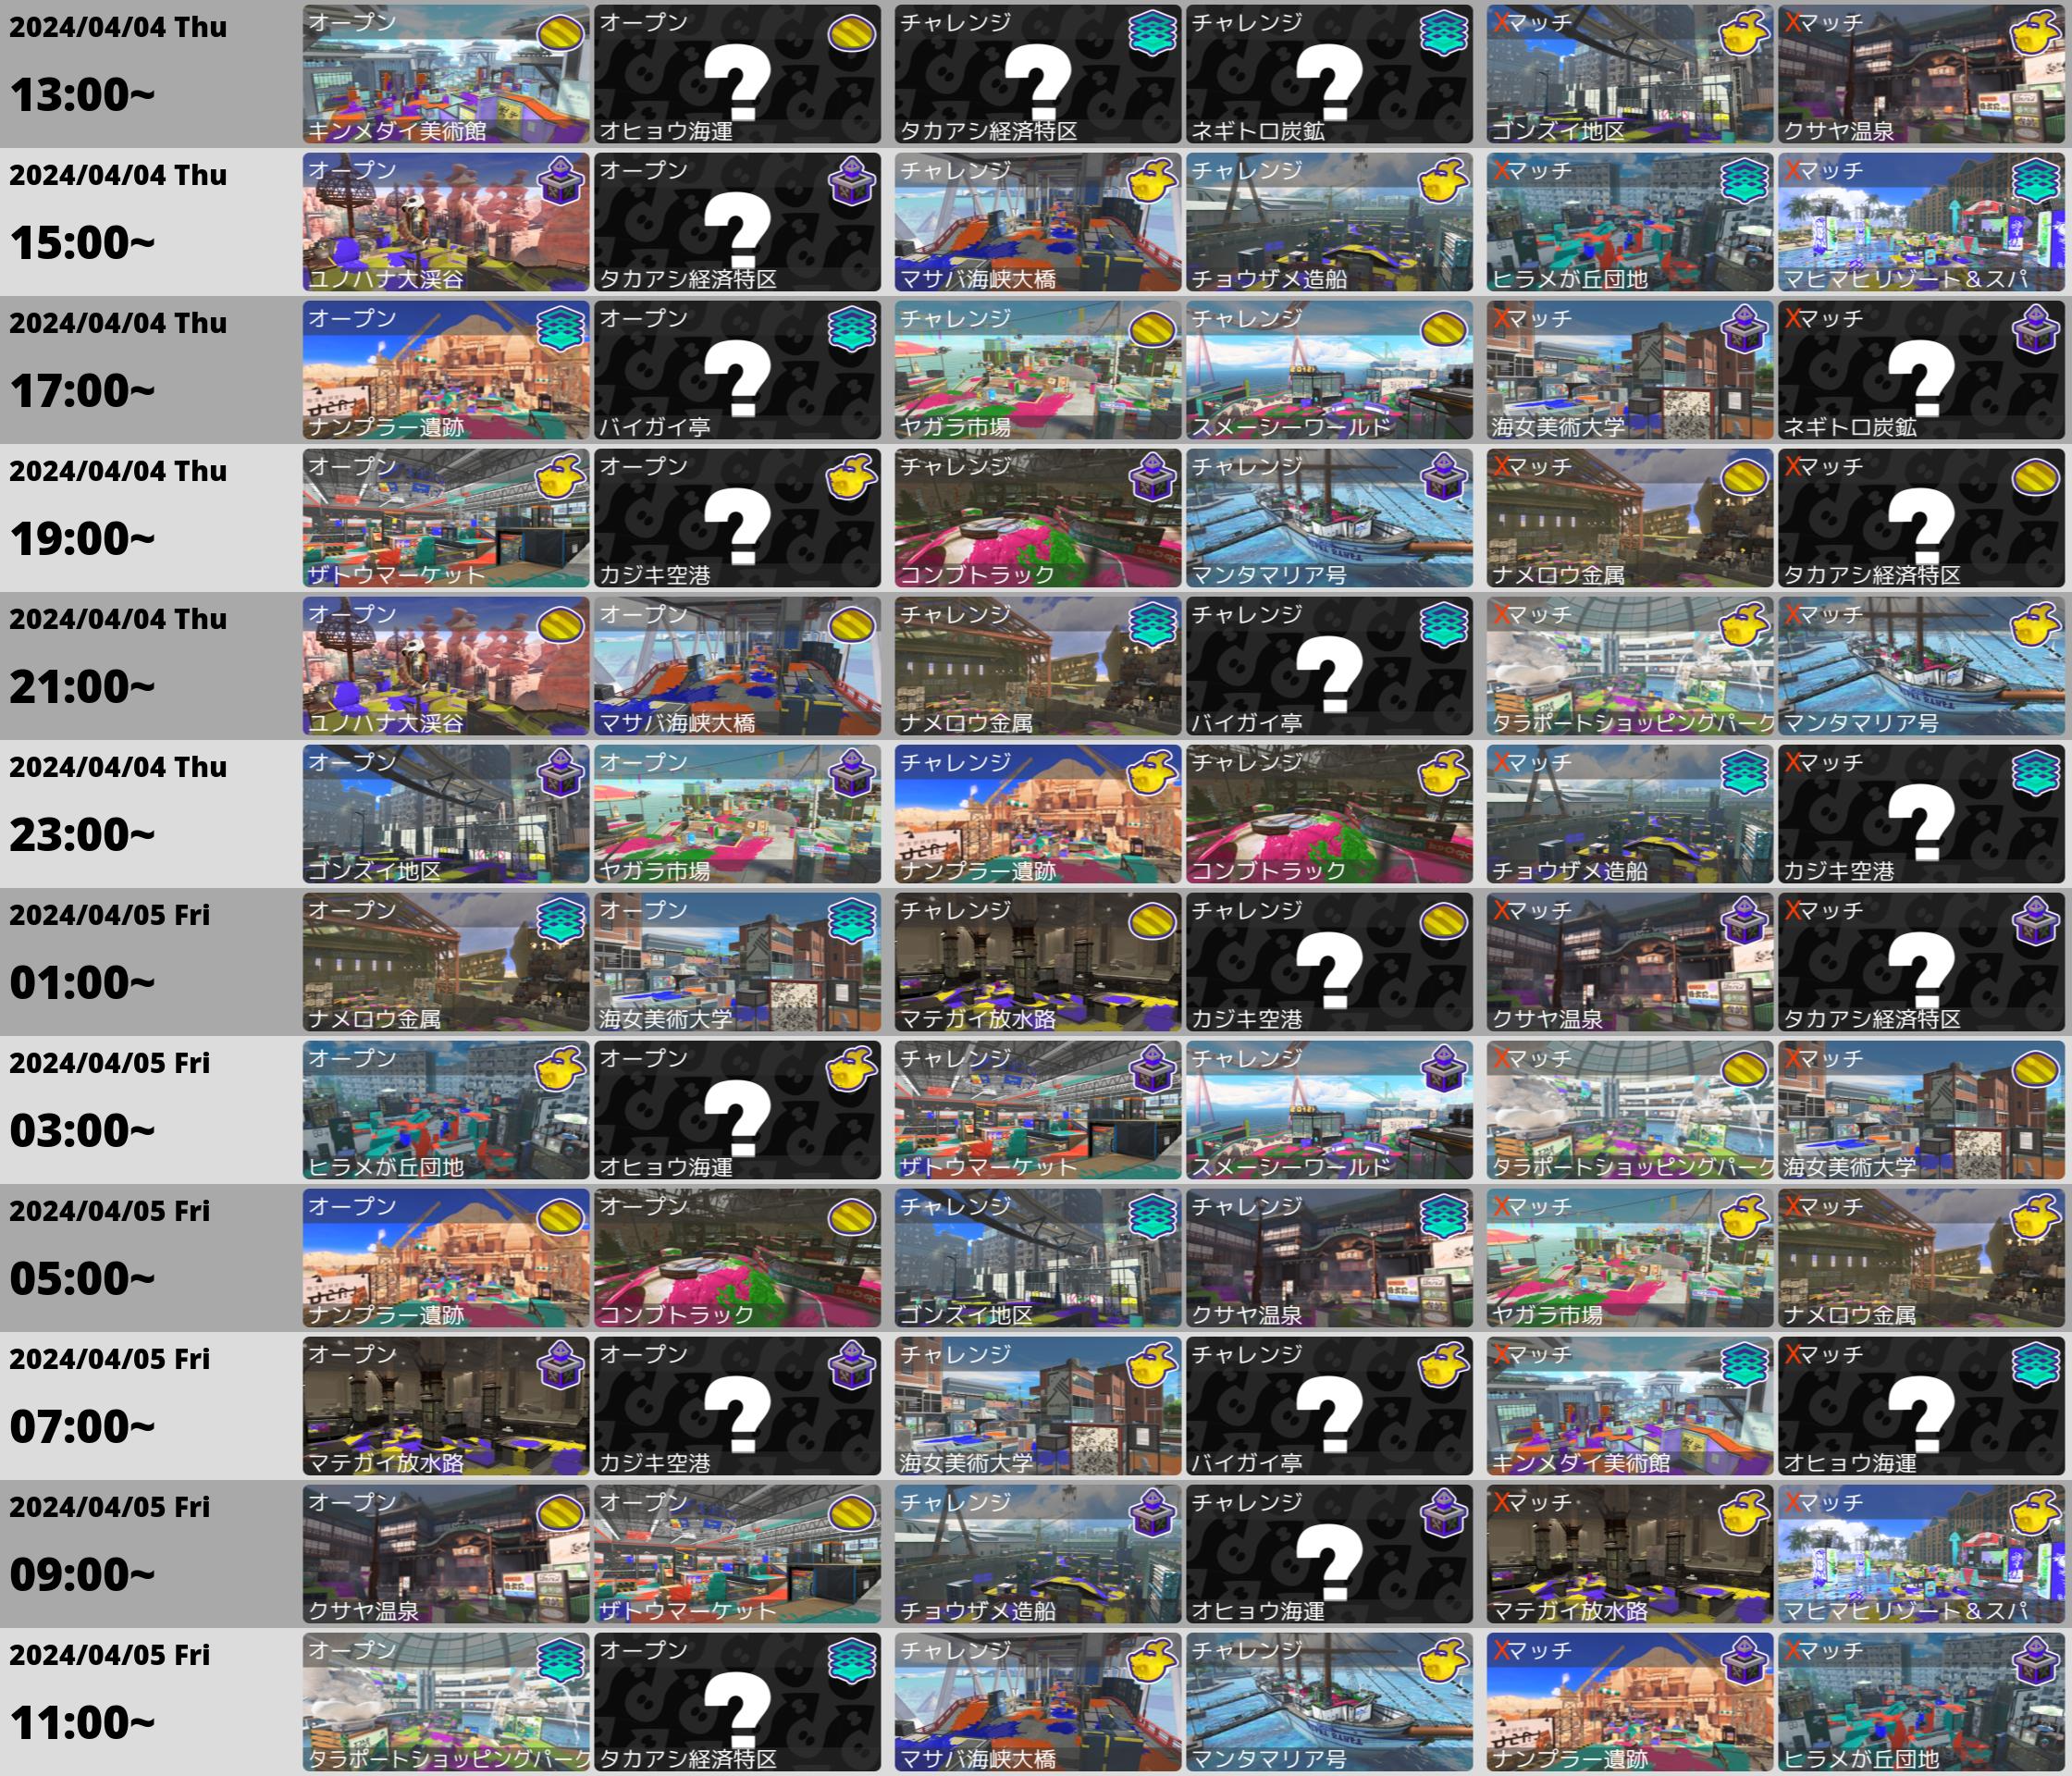 2024/04/04 Thu
13:00~
オープン
キンメダイ美術館
オープン
オヒョウ海運
チャレンジ
タカアシ経済特区
チャレンジ
ネギトロ炭鉱
Xマッチ
ゴンズイ地区
Xマッチ
クサヤ温泉
2024/04/04 Thu
15:00~
オープン
ユノハナ大渓谷
オープン
タカアシ経済特区
チャレンジ
マサバ海峡大橋
チャレンジ
チョウザメ造船
Xマッチ
ヒラメが丘団地
Xマッチ
マヒマヒリゾート&スパ
2024/04/04 Thu
17:00~
オープン
ナンプラー遺跡
オープン
バイガイ亭
チャレンジ
ヤガラ市場
チャレンジ
スメーシーワールド
Xマッチ
海女美術大学
Xマッチ
ネギトロ炭鉱
2024/04/04 Thu
19:00~
オープン
ザトウマーケット
オープン
カジキ空港
チャレンジ
コンブトラック
チャレンジ
マンタマリア号
Xマッチ
ナメロウ金属
Xマッチ
タカアシ経済特区
2024/04/04 Thu
21:00~
オープン
ユノハナ大渓谷
オープン
マサバ海峡大橋
チャレンジ
ナメロウ金属
チャレンジ
バイガイ亭
Xマッチ
タラポートショッピングパーク
Xマッチ
マンタマリア号
2024/04/04 Thu
23:00~
オープン
ゴンズイ地区
オープン
ヤガラ市場
チャレンジ
ナンプラー遺跡
チャレンジ
コンブトラック
Xマッチ
チョウザメ造船
Xマッチ
カジキ空港
2024/04/05 Fri
01:00~
オープン
ナメロウ金属
オープン
海女美術大学
チャレンジ
マテガイ放水路
チャレンジ
カジキ空港
Xマッチ
クサヤ温泉
Xマッチ
タカアシ経済特区
2024/04/05 Fri
03:00~
オープン
ヒラメが丘団地
オープン
オヒョウ海運
チャレンジ
ザトウマーケット
チャレンジ
スメーシーワールド
Xマッチ
タラポートショッピングパーク
Xマッチ
海女美術大学
2024/04/05 Fri
05:00~
オープン
ナンプラー遺跡
オープン
コンブトラック
チャレンジ
ゴンズイ地区
チャレンジ
クサヤ温泉
Xマッチ
ヤガラ市場
Xマッチ
ナメロウ金属
2024/04/05 Fri
07:00~
オープン
マテガイ放水路
オープン
カジキ空港
チャレンジ
海女美術大学
チャレンジ
バイガイ亭
Xマッチ
キンメダイ美術館
Xマッチ
オヒョウ海運
2024/04/05 Fri
09:00~
オープン
クサヤ温泉
オープン
ザトウマーケット
チャレンジ
チョウザメ造船
チャレンジ
オヒョウ海運
Xマッチ
マテガイ放水路
Xマッチ
マヒマヒリゾート&スパ
2024/04/05 Fri
11:00~
オープン
タラポートショッピングパーク
オープン
タカアシ経済特区
チャレンジ
マサバ海峡大橋
チャレンジ
マンタマリア号
Xマッチ
ナンプラー遺跡
Xマッチ
ヒラメが丘団地